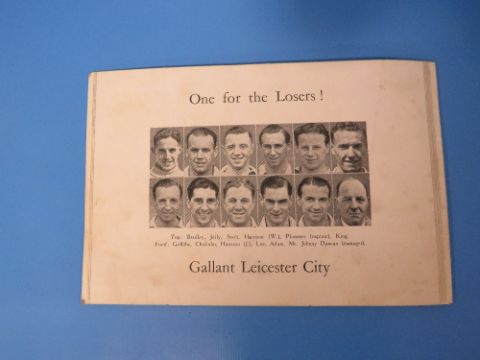 One for the Losers!
Top: Bradley, Jelly, Scott, Harrison (W.), Plummer (captain), King.
Front: Griffiths, Chisholm, Harrison (J.), Lee, Adam, Mr. Johnny Duncan (manager).
Gallant Leicester City